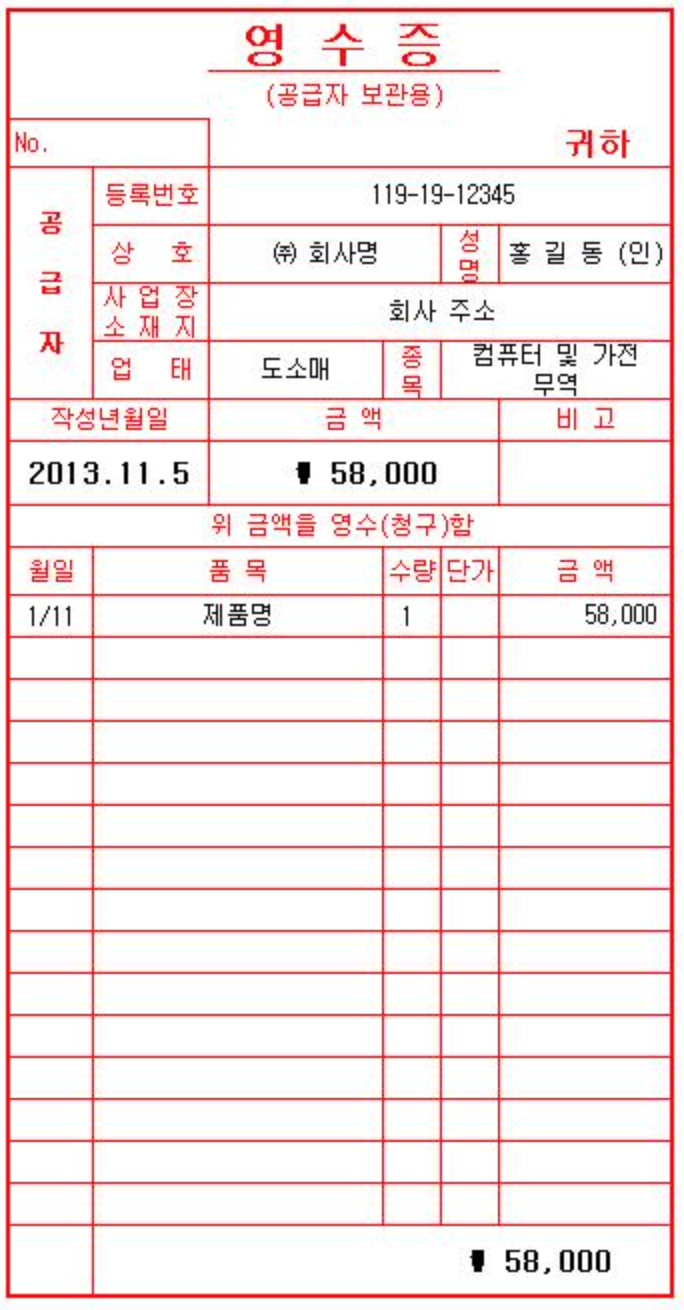 영 수 증
(공급자 보관용)
No.
귀하
공급자
등록번호 119-19-12345
상 호 ㈜ 회사명 성명 홍 길 동 (인)
사 업 장
소 재 지
회사 주소
업 태 도소매 종목 컴퓨터 및 가전
무역
작성년월일 금 액 비 고
2013.11.5 ₩ 58,000
위 금액을 영수(청구)함
월일 품 목 수량 단가 금 액
1/11 제품명 1 58,000
₩ 58,000